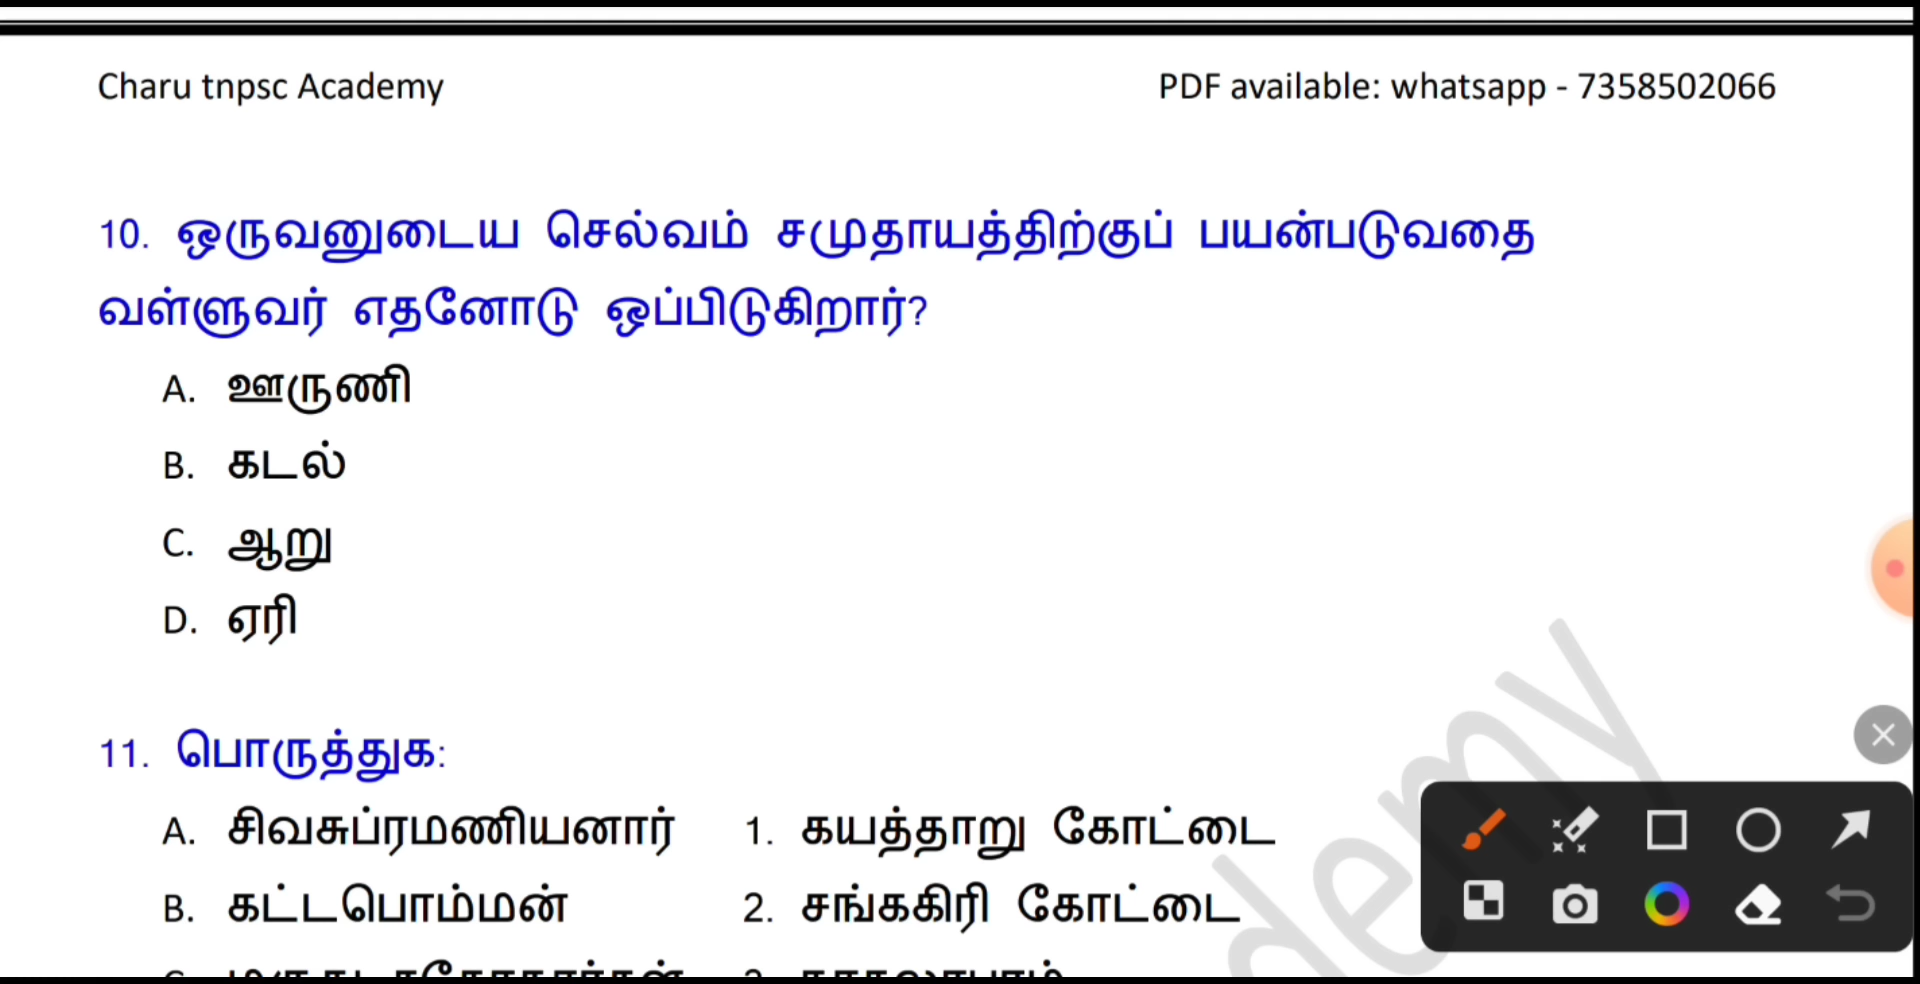 Charu tnpsc Academy PDF available: whatsapp - 7358502066
10. ஒருவனுடைய செல்வம் சமுதாயத்திற்குப் பயன்படுவதை
வள்ளுவர் எதனோடு ஒப்பிடுகிறார்?
A. ஊருணி
B. கடல்
C. ஆறு
D. ஏரி
11. பொருத்துக:
A. சிவசுப்ரமணியனார் 1. கயத்தாறு கோட்டை
B. கட்டபொம்மன் 2. சங்ககிரி கோட்டை